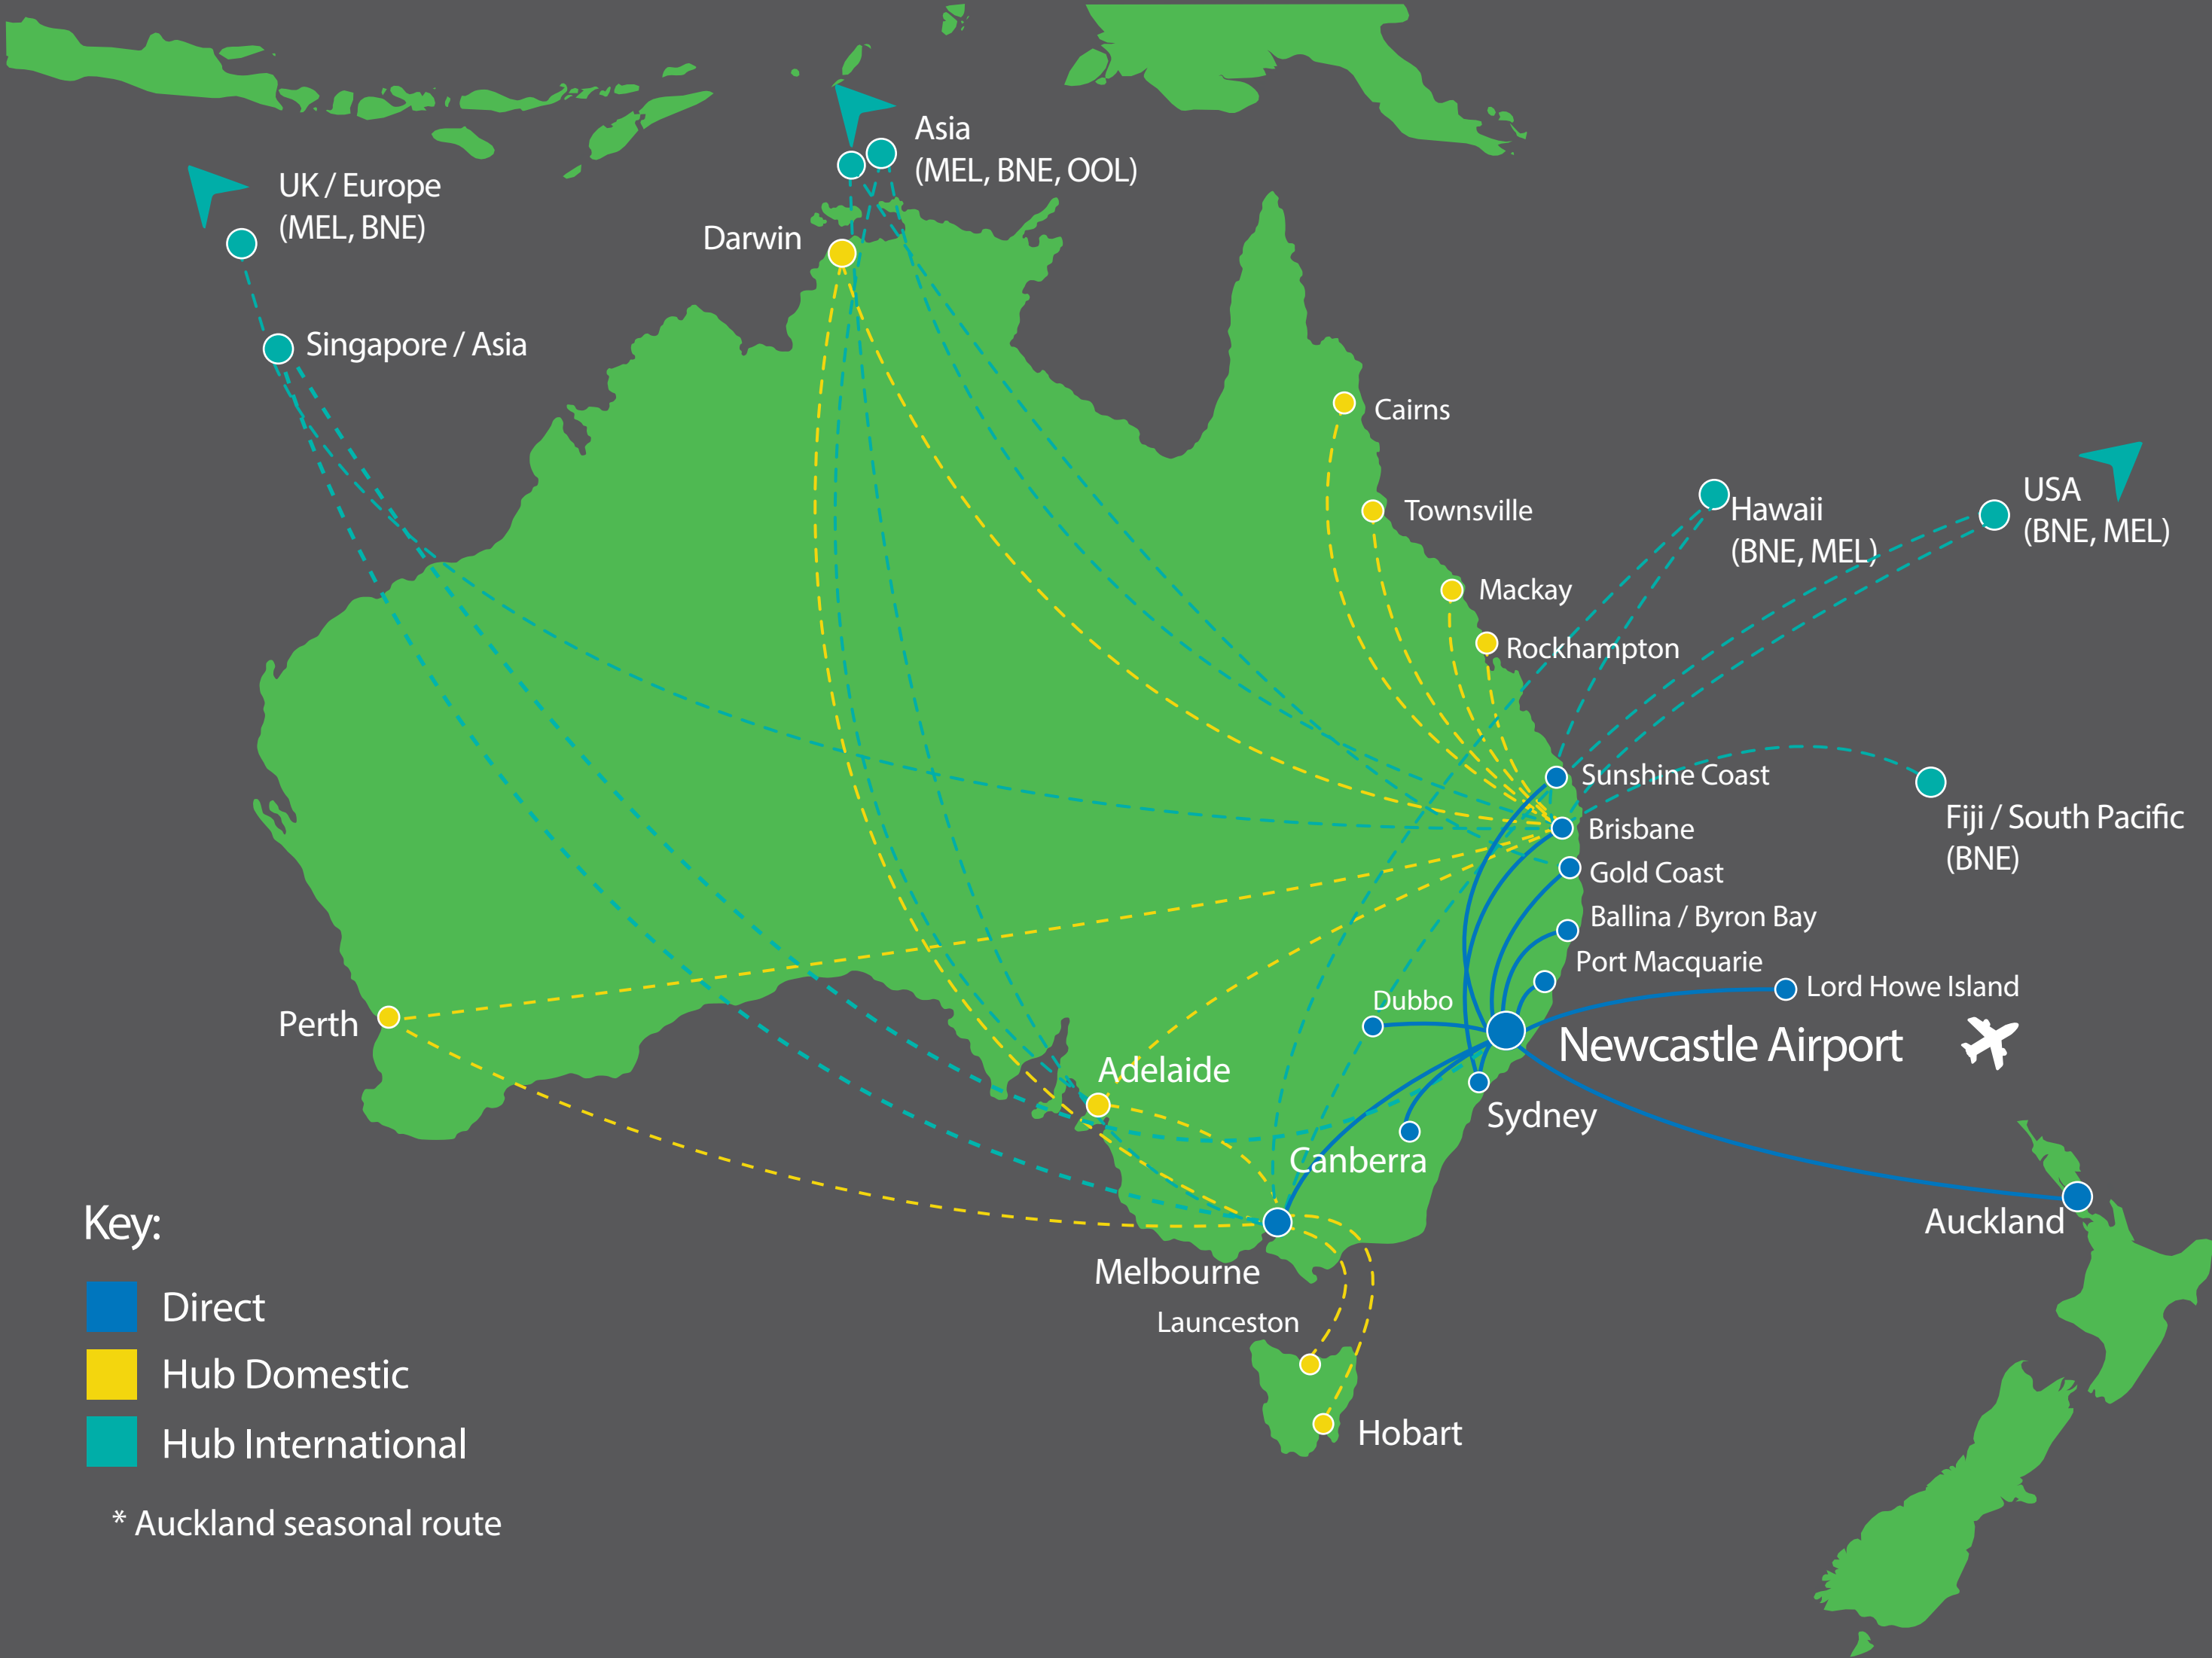 Asia
(MEL, BNE, OOL)
UK / Europe
(MEL, BNE)
Darwin
Singapore / Asia
Cairns
Townsville
Hawaii
(BNE, MEL)
USA
(BNE, MEL)
Mackay
Rockhampton
Sunshine Coast
Brisbane
Fiji / South Pacific
(BNE)
Gold Coast
Ballina / Byron Bay
Port Macquarie
Lord Howe Island
Dubbo
Perth
Newcastle Airport
Adelaide
Sydney
Canberra
Auckland
Melbourne
Launceston
Hobart
Key:
Direct
Hub Domestic
Hub International
* Auckland seasonal route